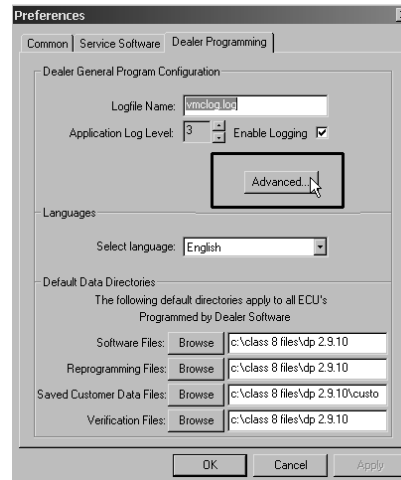 Preferences
Common Service Software Dealer Programming
Dealer General Program Configuration
Logfile Name: vmclog.log
Application Log Level: 3 Enable Logging
Advanced...
Languages
Select language: English
Default Data Directories
The following default directories apply to all ECU's
Programmed by Dealer Software
Software Files: Browse c:\class 8 files\dp 2.9.10
Reprogramming Files: Browse c:\class 8 files\dp 2.9.10
Saved Customer Data Files: Browse c:\class 8 files\dp 2.9.10\custo
Verification Files: Browse c:\class 8 files\dp 2.9.10
OK Cancel Apply